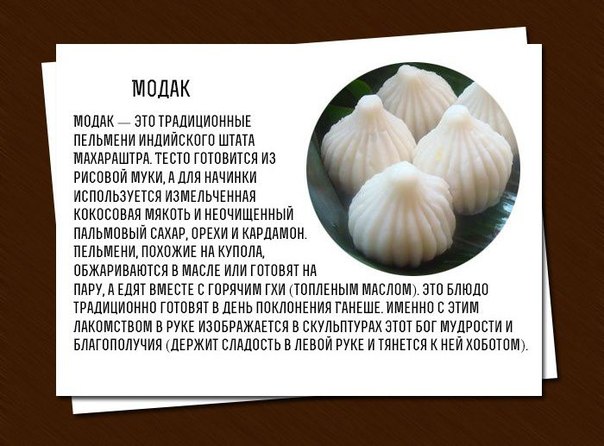 МОДАК
МОДАК — ЭТО ТРАДИЦИОННЫЕ
ПЕЛЬМЕНИ ИНДИЙСКОГО ШТАТА
МАХАРАШТРА. ТЕСТО ГОТОВИТСЯ ИЗ
РИСОВОЙ МУКИ, А ДЛЯ НАЧИНКИ
ИСПОЛЬЗУЕТСЯ ИЗМЕЛЬЧЕННАЯ
КОКОСОВАЯ МЯКОТЬ И НЕОЧИЩЕННЫЙ
ПАЛЬМОВЫЙ САХАР, ОРЕХИ И КАРДАМОН.
ПЕЛЬМЕНИ, ПОХОЖИЕ НА КУПОЛА,
ОБЖАРИВАЮТСЯ В МАСЛЕ ИЛИ ГОТОВЯТ НА
ПАРУ, А ЕДЯТ ВМЕСТЕ С ГОРЯЧИМ ГХИ (ТОПЛЕНЫМ МАСЛОМ). ЭТО БЛЮДО
ТРАДИЦИОННО ГОТОВЯТ В ДЕНЬ ПОКЛОНЕНИЯ ГАНЕШЕ. ИМЕННО С ЭТИМ
ЛАКОМСТВОМ В РУКЕ ИЗОБРАЖАЕТСЯ В СКУЛЬПТУРАХ ЭТОТ БОГ МУДРОСТИ И
БЛАГОПОЛУЧИЯ (ДЕРЖИТ СЛАДОСТЬ В ЛЕВОЙ РУКЕ И ТЯНЕТСЯ К НЕЙ ХОБОТОМ).